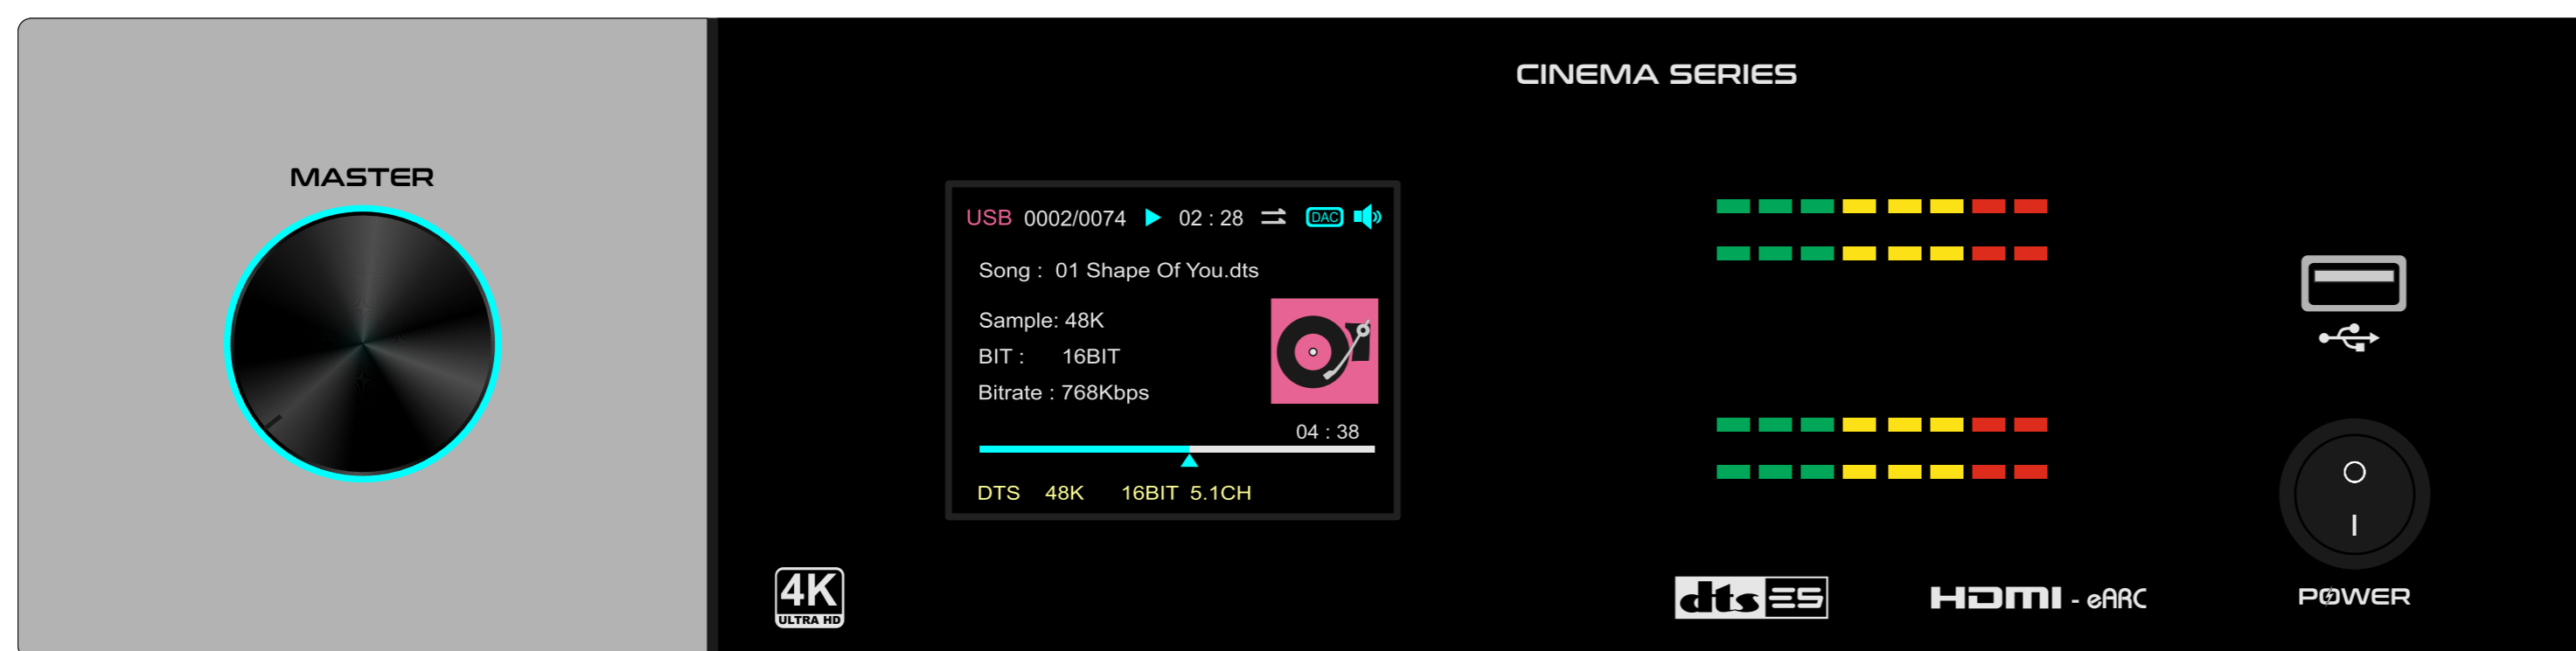 CINEMA SERIES
MASTER
USB 0002/0074 02 : 28 DAC
Song : 01 Shape Of You.dts
Sample: 48K
BIT : 16BIT
Bitrate : 768Kbps
04 : 38
DTS 48K 16BIT 5.1CH
4K
ULTRA HD
dts ES
HDMI - eARC
POWER